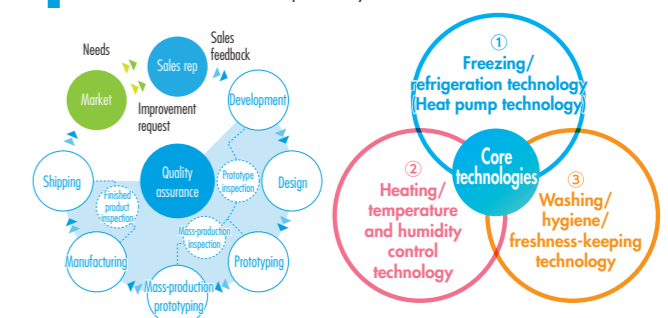 Needs
Sales
feedback
Sales rep
Market
Improvement
request
Development
Shipping
Quality
assurance
Prototype
inspection
Design
Finished
product
inspection
Mass-production
inspection
Manufacturing
Prototyping
Mass-production
prototyping
①
Freezing/
refrigeration technology
(Heat pump technology)
Core
technologies
②
Heating/
temperature
and humidity
control
technology
③
Washing/
hygiene/
freshness-keeping
technology